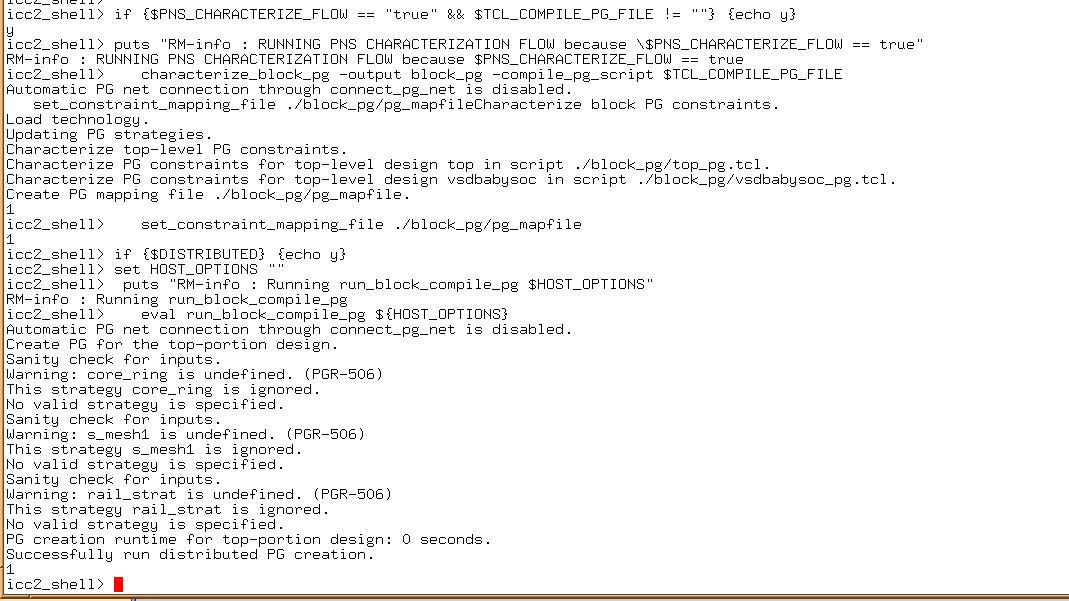 icc2_shell>
icc2_shell> if {$PNS_CHARACTERIZE_FLOW == "true" && $TCL_COMPILE_PG_FILE != ""} {echo y}
y
icc2_shell> puts "RM-info : RUNNING PNS CHARACTERIZATION FLOW because \$PNS_CHARACTERIZE_FLOW == true"
RM-info : RUNNING PNS CHARACTERIZATION FLOW because $PNS_CHARACTERIZE_FLOW == true
icc2_shell>    characterize_block_pg -output block_pg -compile_pg_script $TCL_COMPILE_PG_FILE
Automatic PG net connection through connect_pg_net is disabled.
   set_constraint_mapping_file ./block_pg/pg_mapfileCharacterize block PG constraints.
Load technology.
Updating PG strategies.
Characterize top-level PG constraints.
Characterize PG constraints for top-level design top in script ./block_pg/top_pg.tcl.
Characterize PG constraints for top-level design vsdbabysoc in script ./block_pg/vsdbabysoc_pg.tcl.
Create PG mapping file ./block_pg/pg_mapfile.
1
icc2_shell>    set_constraint_mapping_file ./block_pg/pg_mapfile
1
icc2_shell> if {$DISTRIBUTED} {echo y}
icc2_shell> set HOST_OPTIONS ""
icc2_shell>  puts "RM-info : Running run_block_compile_pg $HOST_OPTIONS"
RM-info : Running run_block_compile_pg
icc2_shell>    eval run_block_compile_pg ${HOST_OPTIONS}
Automatic PG net connection through connect_pg_net is disabled.
Create PG for the top-portion design.
Sanity check for inputs.
Warning: core_ring is undefined. (PGR-506)
This strategy core_ring is ignored.
No valid strategy is specified.
Sanity check for inputs.
Warning: s_mesh1 is undefined. (PGR-506)
This strategy s_mesh1 is ignored.
No valid strategy is specified.
Sanity check for inputs.
Warning: rail_strat is undefined. (PGR-506)
This strategy rail_strat is ignored.
No valid strategy is specified.
PG creation runtime for top-portion design: 0 seconds.
Successfully run distributed PG creation.
1
icc2_shell>